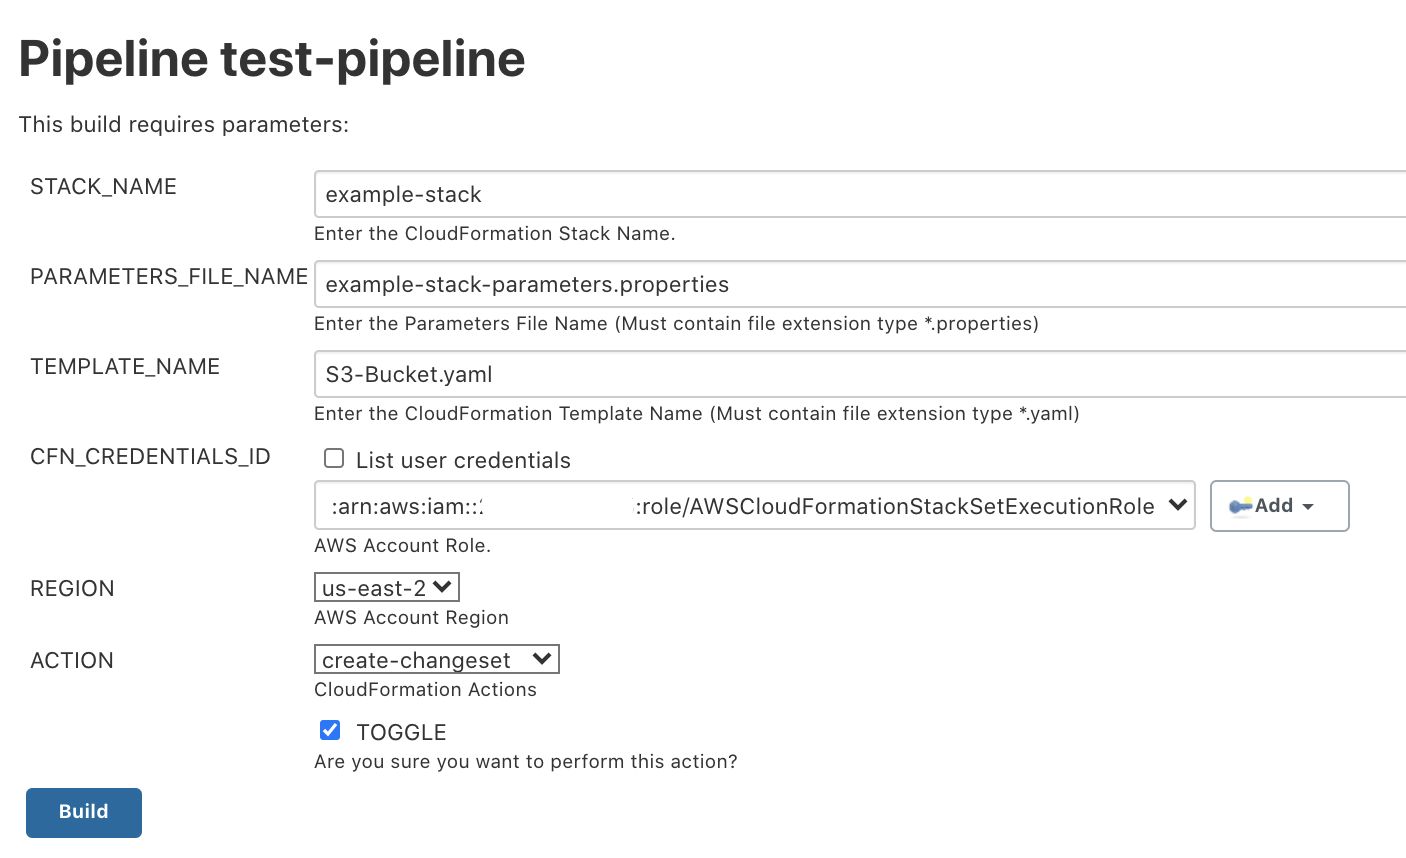 Pipeline test-pipeline
This build requires parameters:
STACK_NAME
example-stack
Enter the CloudFormation Stack Name.
PARAMETERS_FILE_NAME
example-stack-parameters.properties
Enter the Parameters File Name (Must contain file extension type *.properties)
TEMPLATE_NAME
S3-Bucket.yaml
Enter the CloudFormation Template Name (Must contain file extension type *.yaml)
CFN_CREDENTIALS_ID
List user credentials
:arn:aws:iam:: :role/AWSCloudFormationStackSetExecutionRole
Add
AWS Account Role.
REGION
us-east-2
AWS Account Region
ACTION
create-changeset
CloudFormation Actions
TOGGLE
Are you sure you want to perform this action?
Build